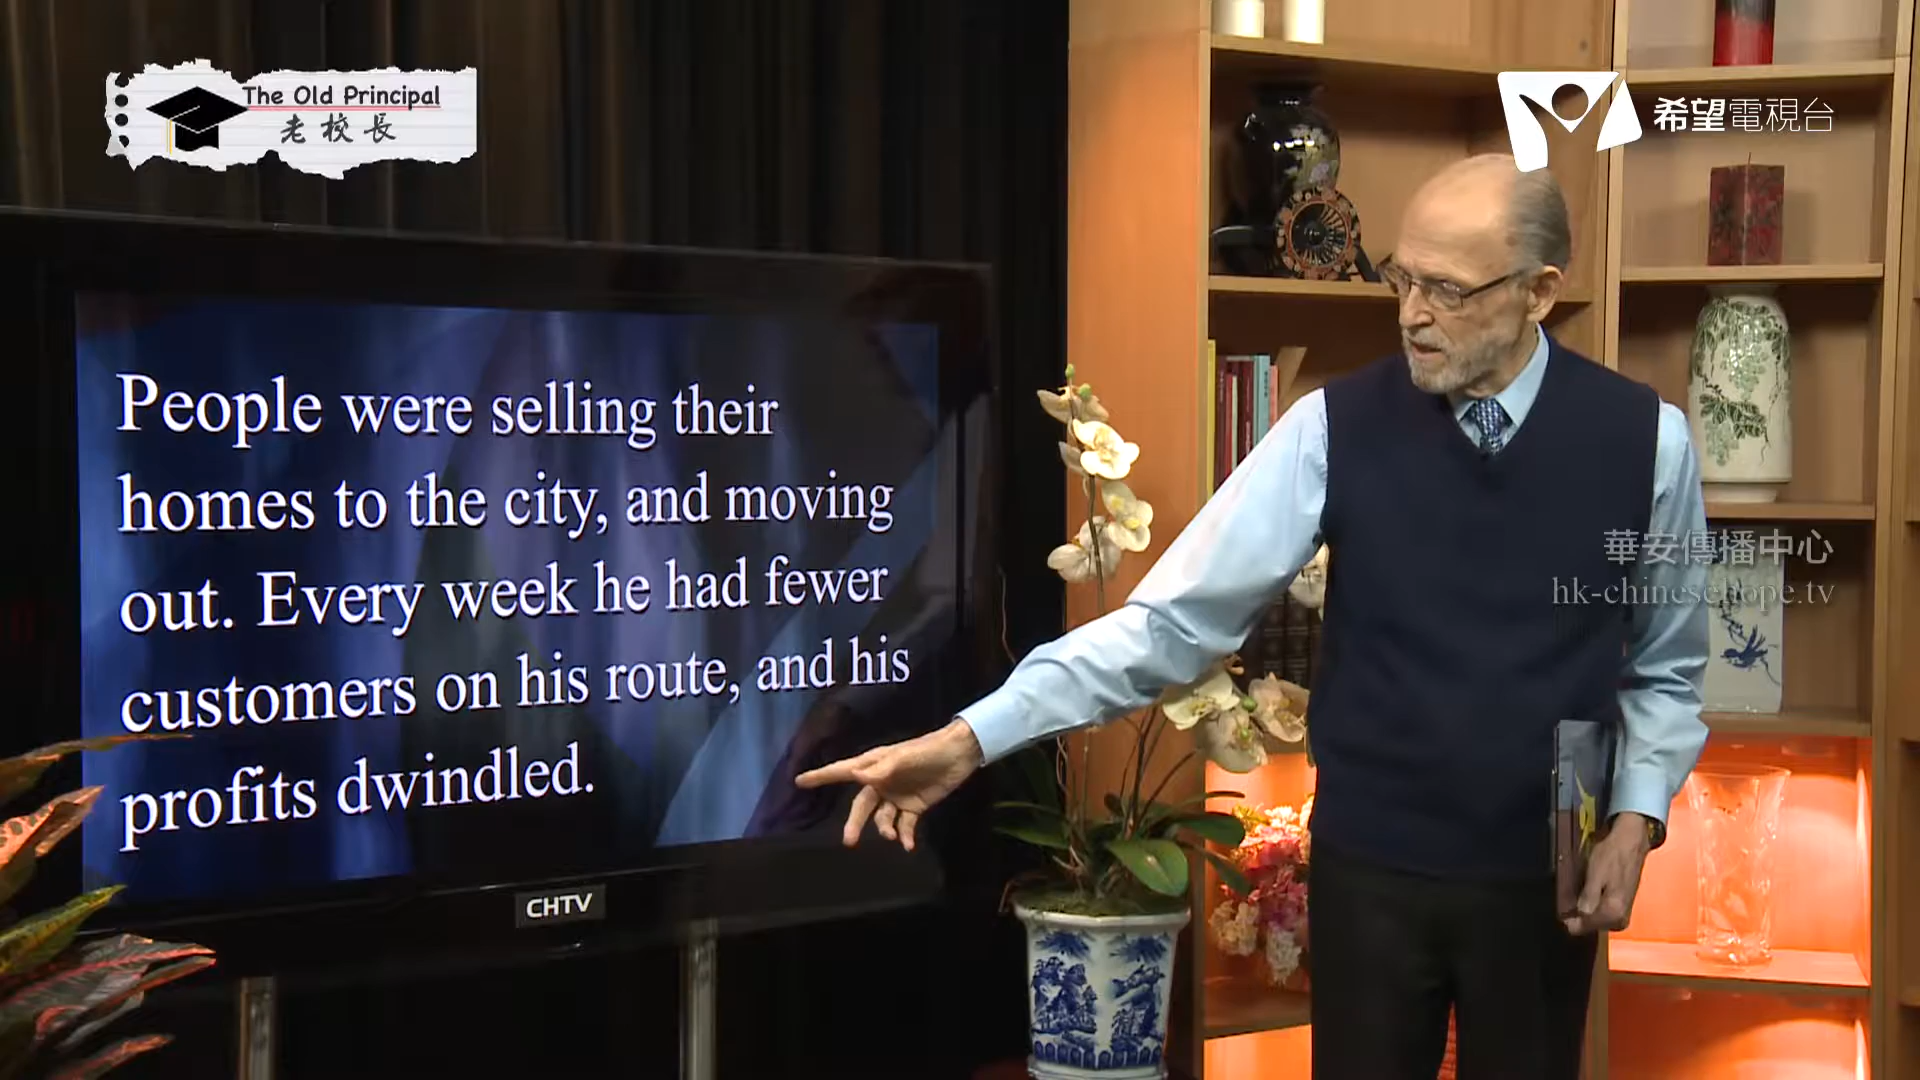 The Old Principal
老校長
希望電視台
People were selling their
homes to the city, and moving
out. Every week he had fewer
customers on his route, and his
profits dwindled.
CHTV
華安傳播中心
hk-chinesehope.tv